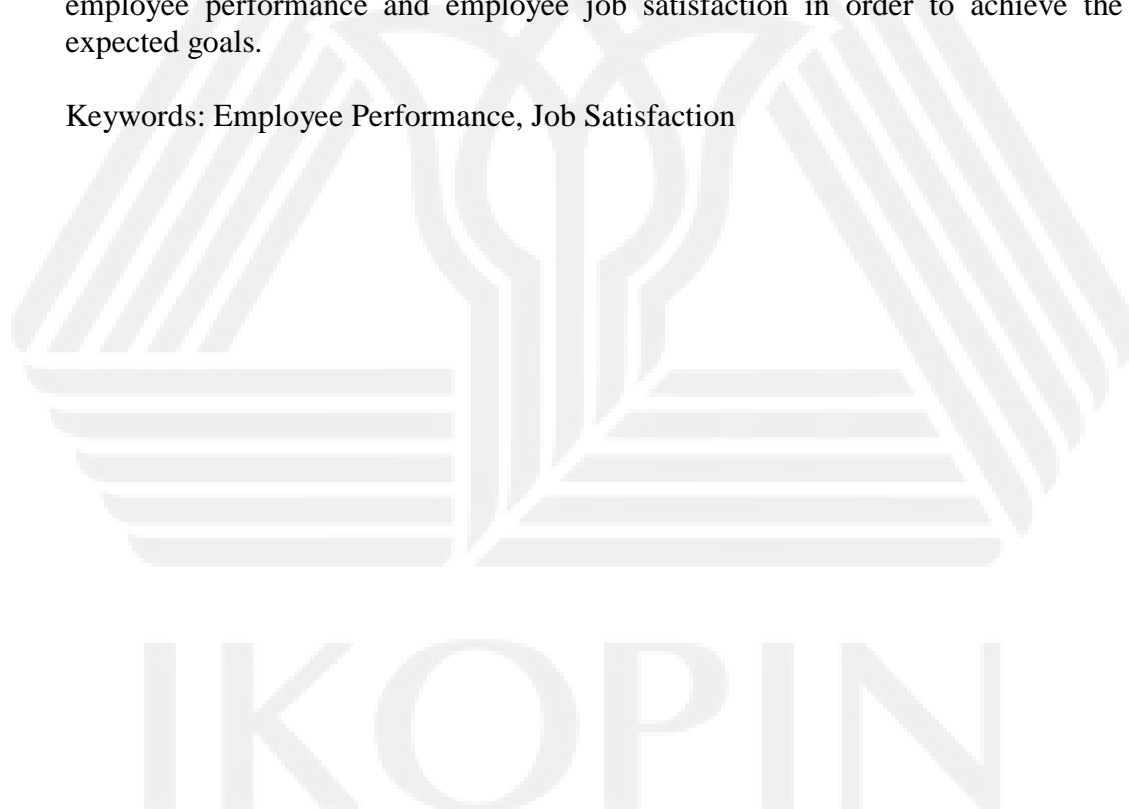 employee performance and employee job satisfaction in order to achieve the
expected goals.
Keywords: Employee Performance, Job Satisfaction
IKOPIN